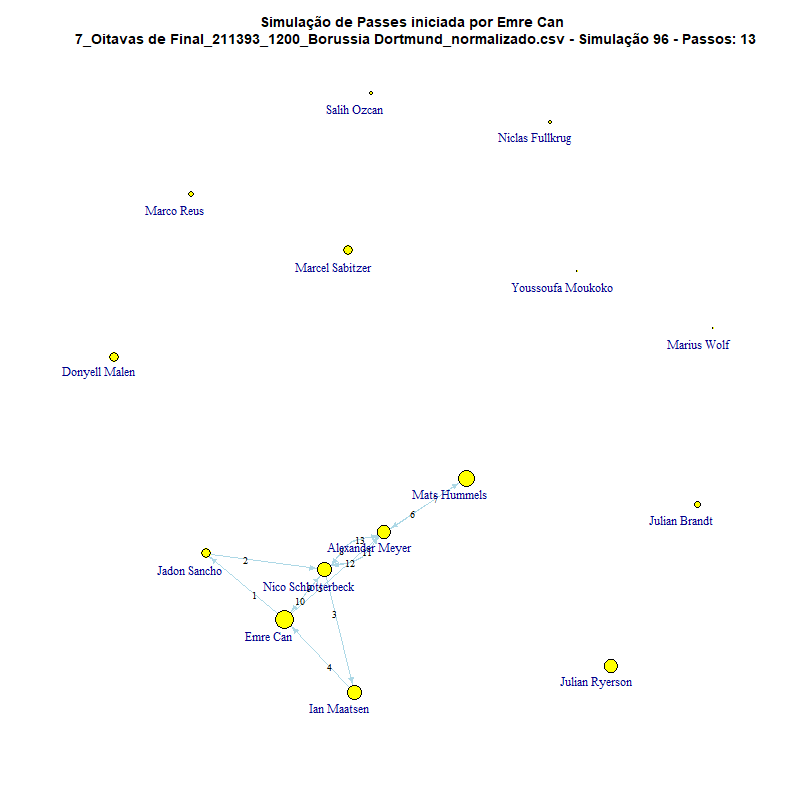 Simulação de Passes iniciada por Emre Can
7_Oitavas de Final_211393_1200_Borussia Dortmund_normalizado.csv - Simulação 96 - Passos: 13
Salih Ozcan
Niclas Fullkrug
Marco Reus
Marcel Sabitzer
Youssoufa Moukoko
Marius Wolf
Donyell Malen
Mats Hummels
6
Julian Brandt
13
Alexander Meyer
11
12
2
Jadon Sancho
Nico Schlotterbeck
1
10
3
Emre Can
4
Julian Ryerson
Ian Maatsen